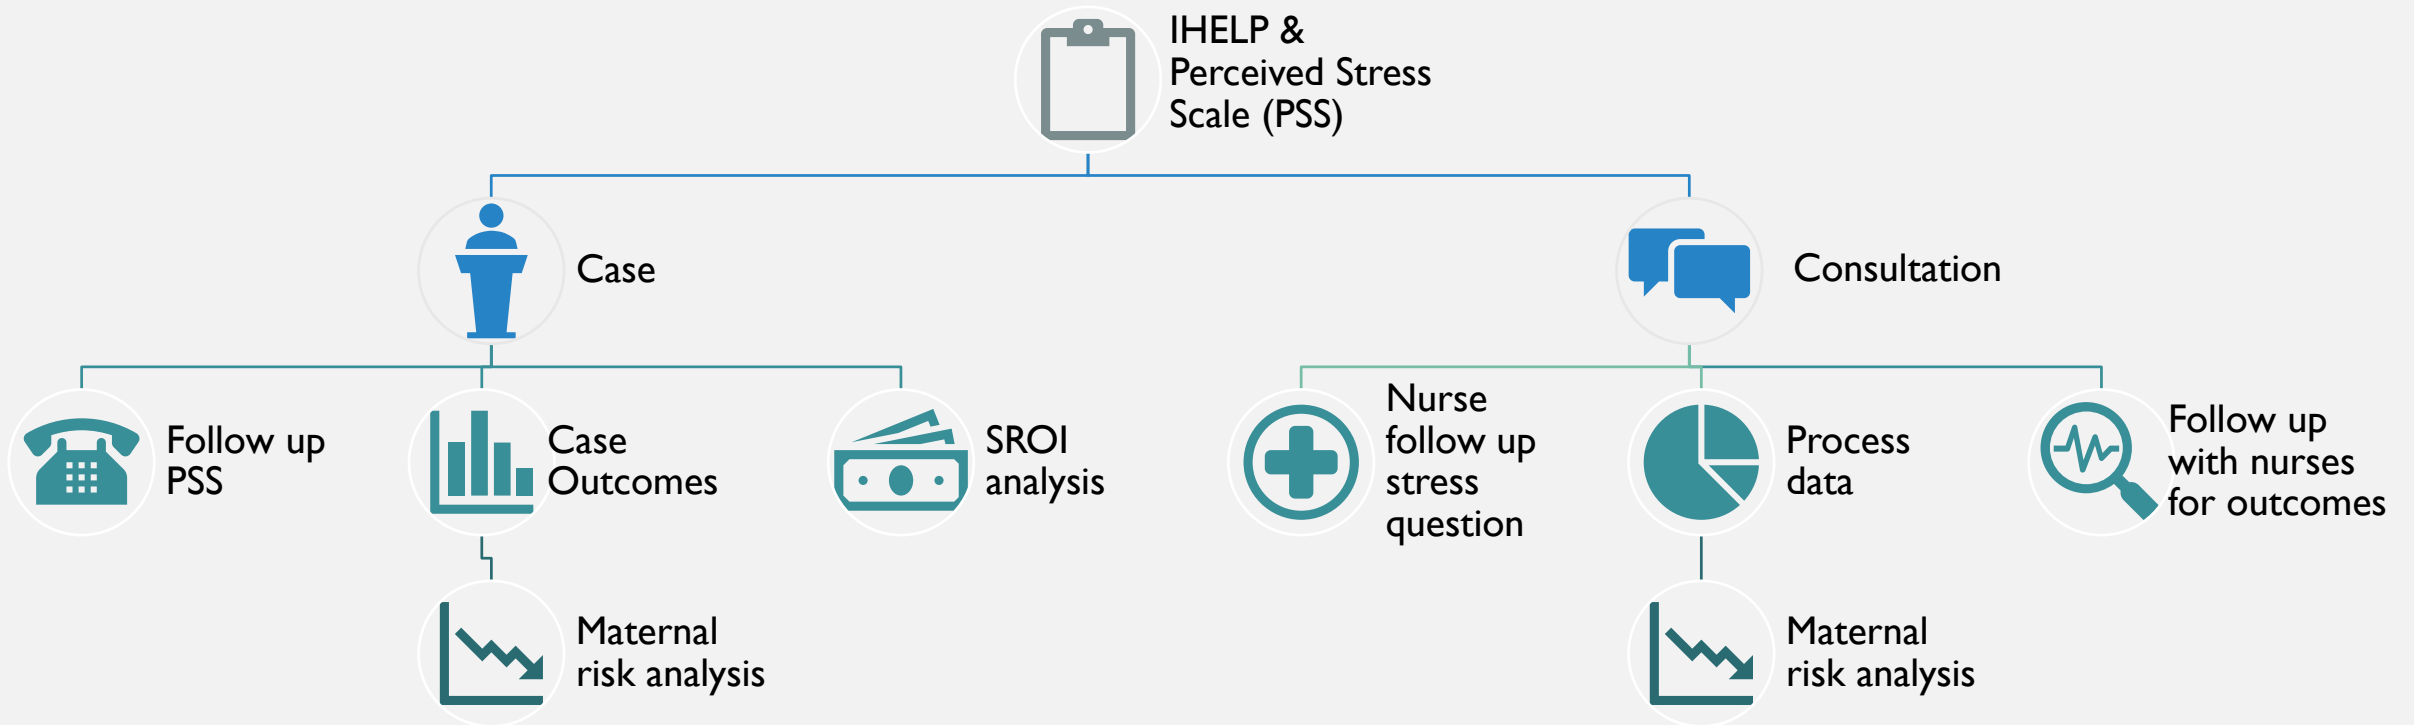 IHELP &
Perceived Stress
Scale (PSS)
Case
Consultation
Follow up
PSS
Case
Outcomes
SROI
analysis
Nurse
follow up
stress
question
Process
data
Follow up
with nurses
for outcomes
Maternal
risk analysis
Maternal
risk analysis